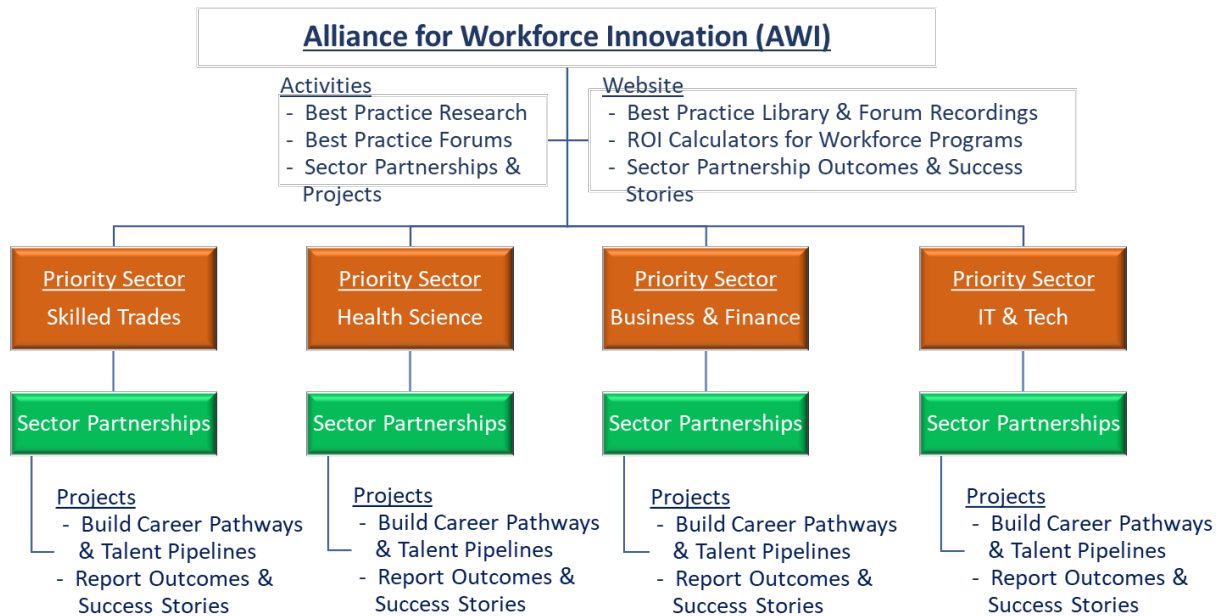 Alliance for Workforce Innovation (AWI)
Activities
- Best Practice Research
- Best Practice Forums
- Sector Partnerships &
Projects
Website
- Best Practice Library & Forum Recordings
- ROI Calculators for Workforce Programs
- Sector Partnership Outcomes & Success
Stories
Priority Sector
Skilled Trades
Priority Sector
Health Science
Priority Sector
Business & Finance
Priority Sector
IT & Tech
Sector Partnerships
Sector Partnerships
Sector Partnerships
Sector Partnerships
Projects
- Build Career Pathways
& Talent Pipelines
- Report Outcomes &
Success Stories
Projects
- Build Career Pathways
& Talent Pipelines
- Report Outcomes &
Success Stories
Projects
- Build Career Pathways
& Talent Pipelines
- Report Outcomes &
Success Stories
Projects
- Build Career Pathways
& Talent Pipelines
- Report Outcomes &
Success Stories